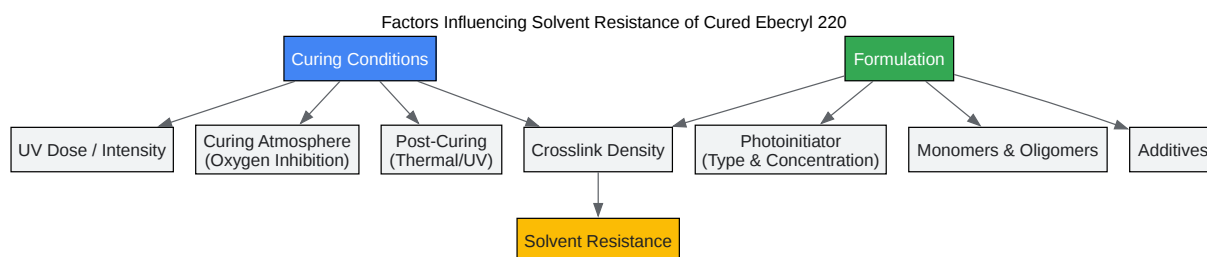 Factors Influencing Solvent Resistance of Cured Ebecryl 220
Curing Conditions
Formulation
UV Dose / Intensity
Curing Atmosphere
(Oxygen Inhibition)
Post-Curing
(Thermal/UV)
Crosslink Density
Photoinitiator
(Type & Concentration)
Monomers & Oligomers
Additives
Solvent Resistance